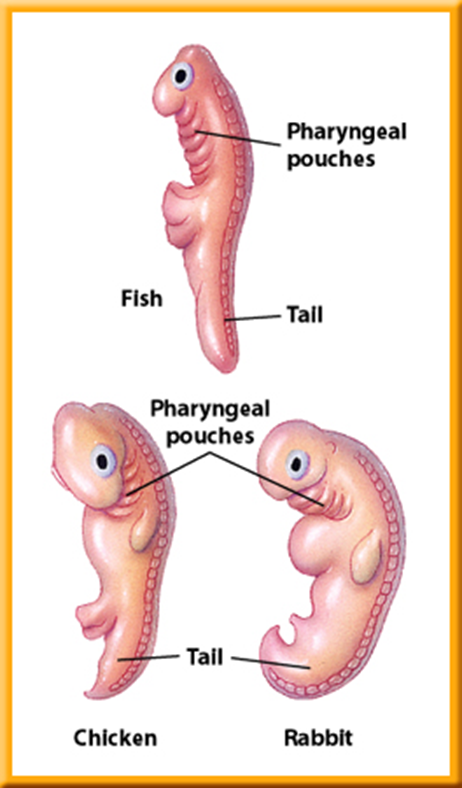 Pharyngeal
pouches
Fish
Tail
Pharyngeal
pouches
Tail
Chicken
Rabbit